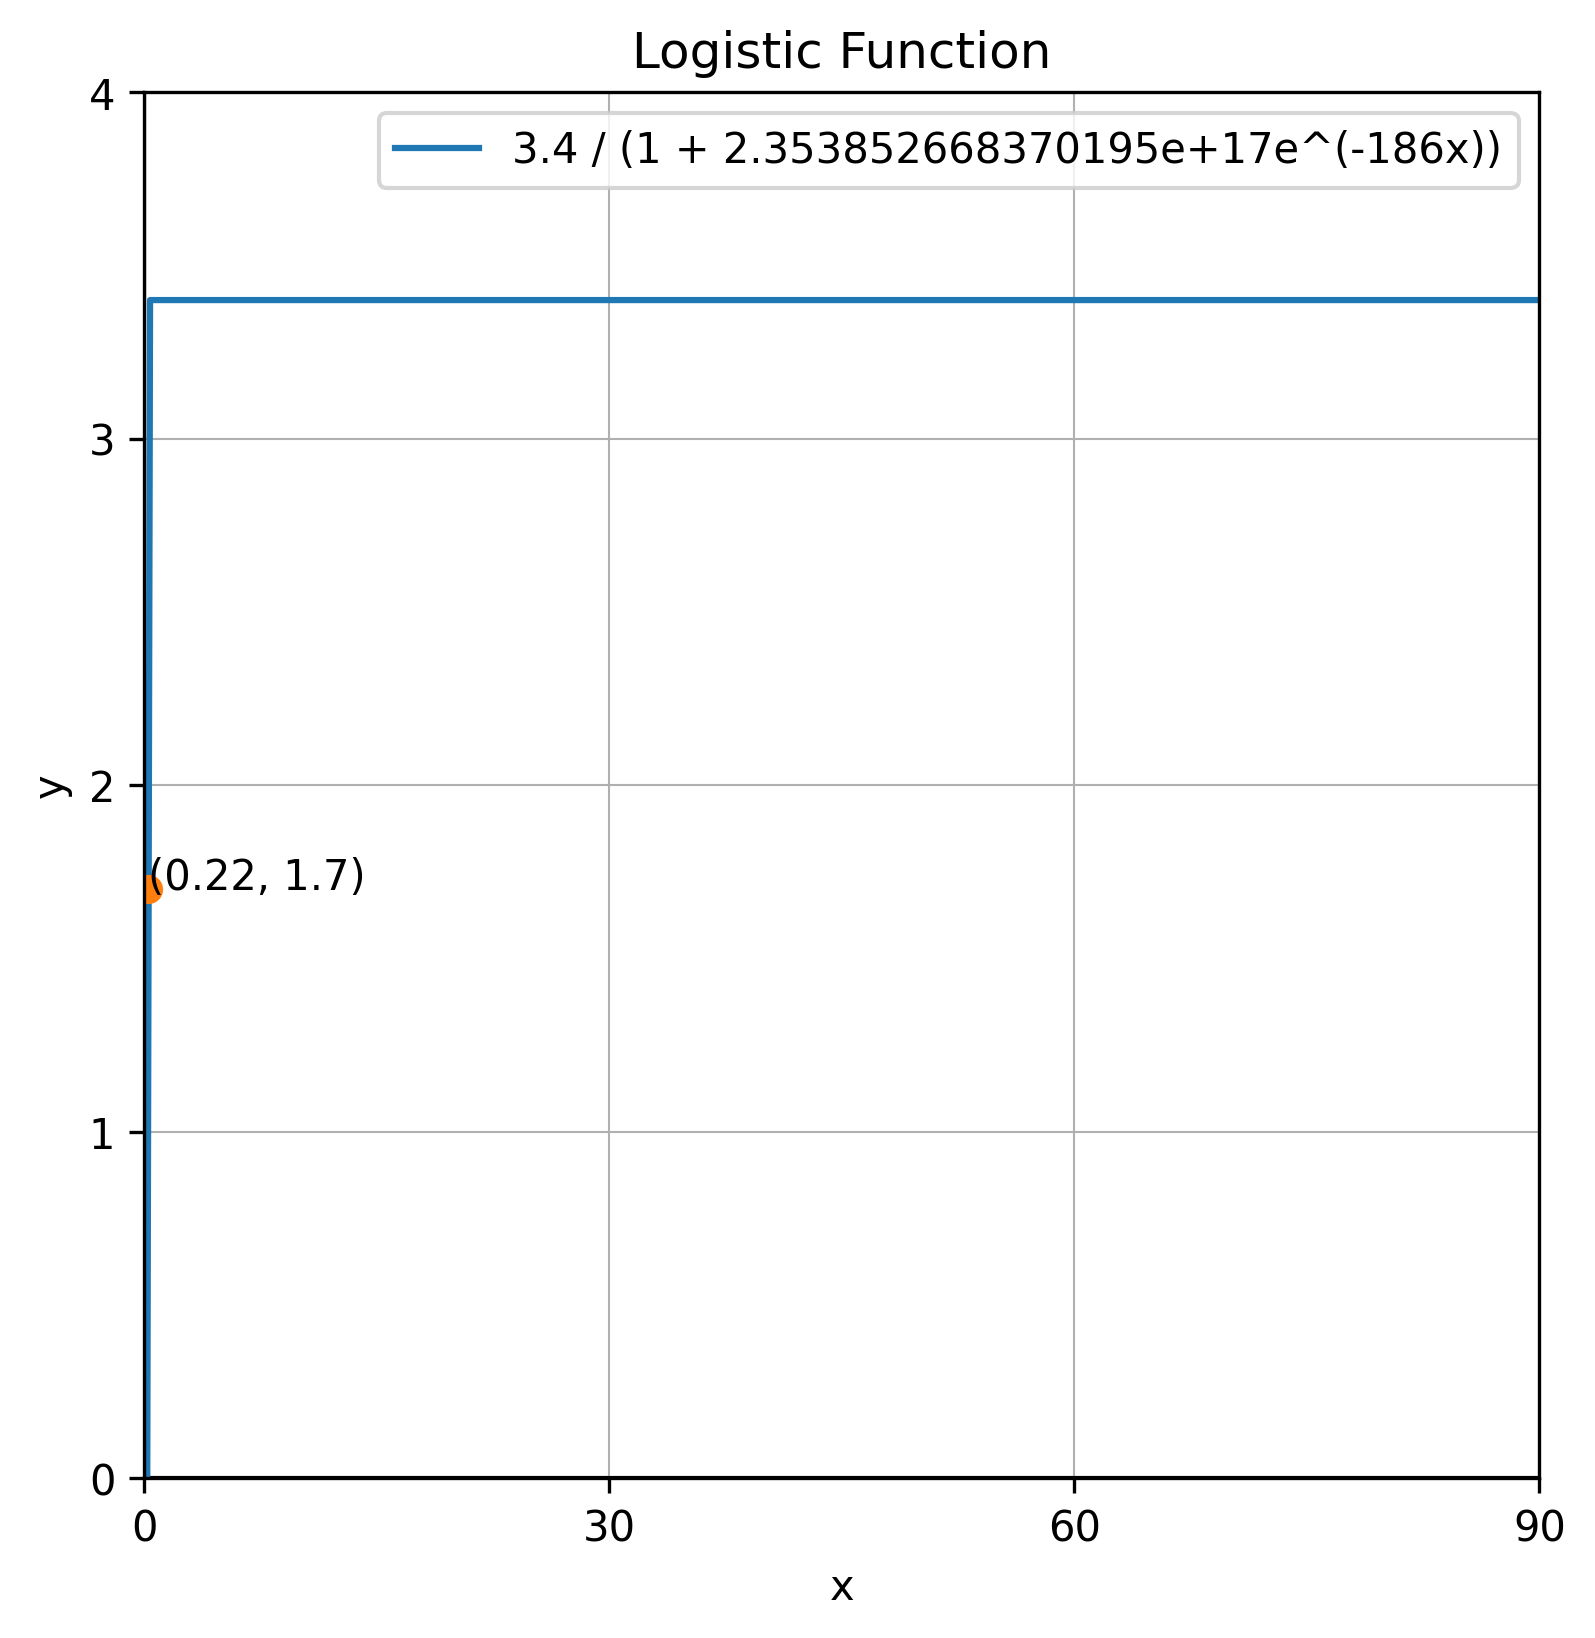 Logistic Function
4
3.4 / (1 + 2.353852668370195e+17e^(-186x))
3
2
y
(0.22, 1.7)
1
0
0 30 60 90
x